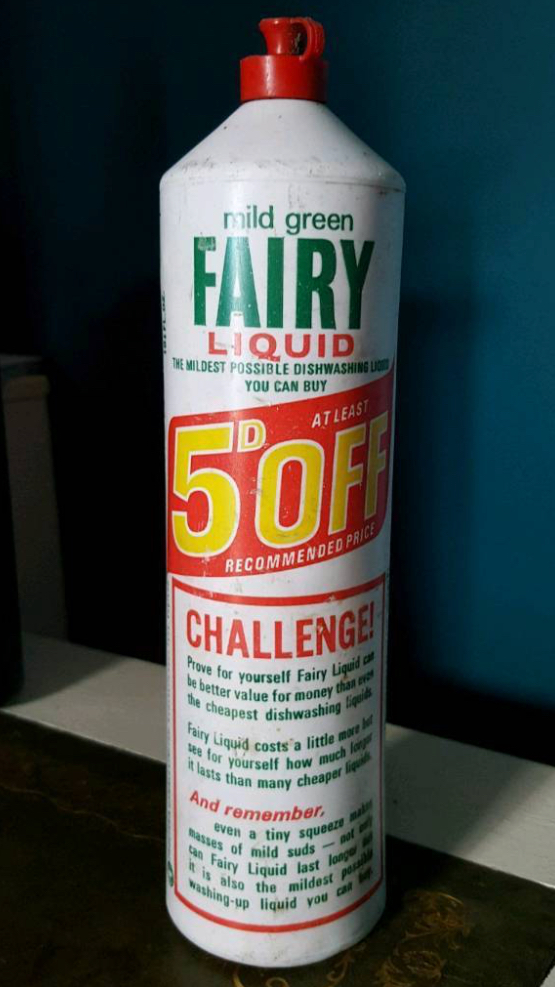 mild green
FAIRY
LIQUID
THE MILDEST POSSIBLE DISHWASHING LIQUID
YOU CAN BUY
AT LEAST
5D OFF
RECOMMENDED PRICE
CHALLENGE!
Prove for yourself Fairy Liquid can
be better value for money than even
the cheapest dishwashing liquids.
Fairy Liquid costs a little more but
see for yourself how much longer
it lasts than many cheaper liquids.
And remember,
even a tiny squeeze makes
masses of mild suds — not only
can Fairy Liquid last longer but
it is also the mildest possible
washing-up liquid you can buy.